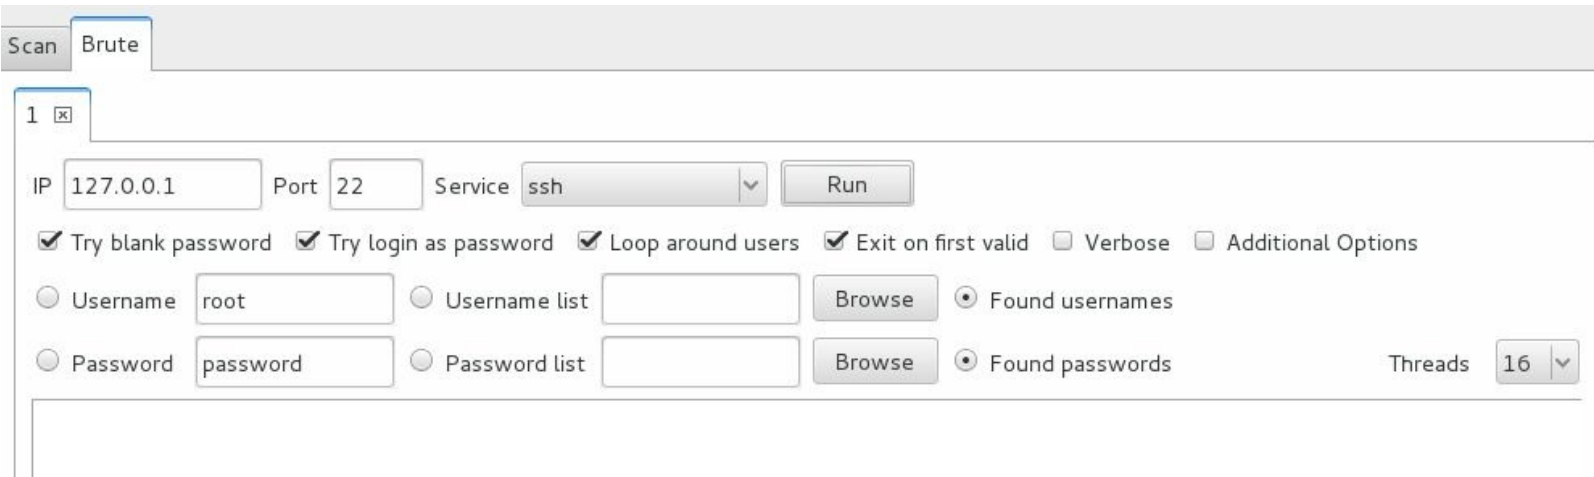 Scan Brute
1
IP 127.0.0.1 Port 22 Service ssh Run
Try blank password Try login as password Loop around users Exit on first valid Verbose Additional Options
Username root Username list Browse Found usernames
Password password Password list Browse Found passwords Threads 16